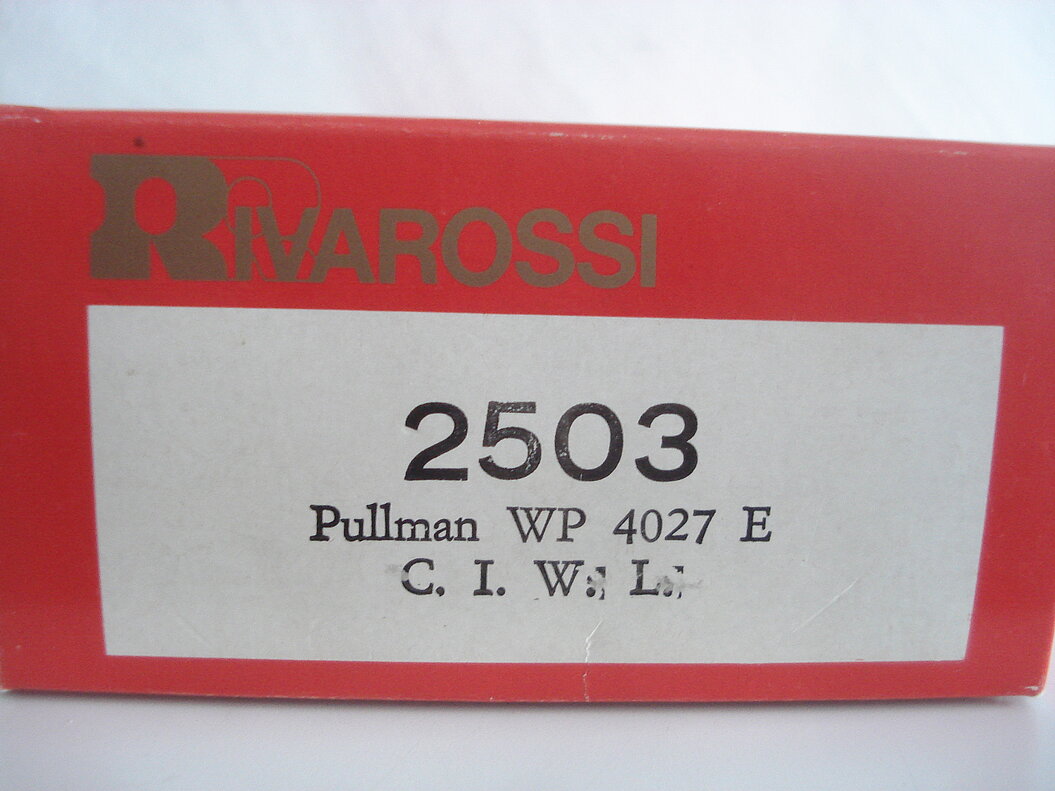 RIVAROSSI
2503
Pullman WP 4027 E
C. I. W. L.